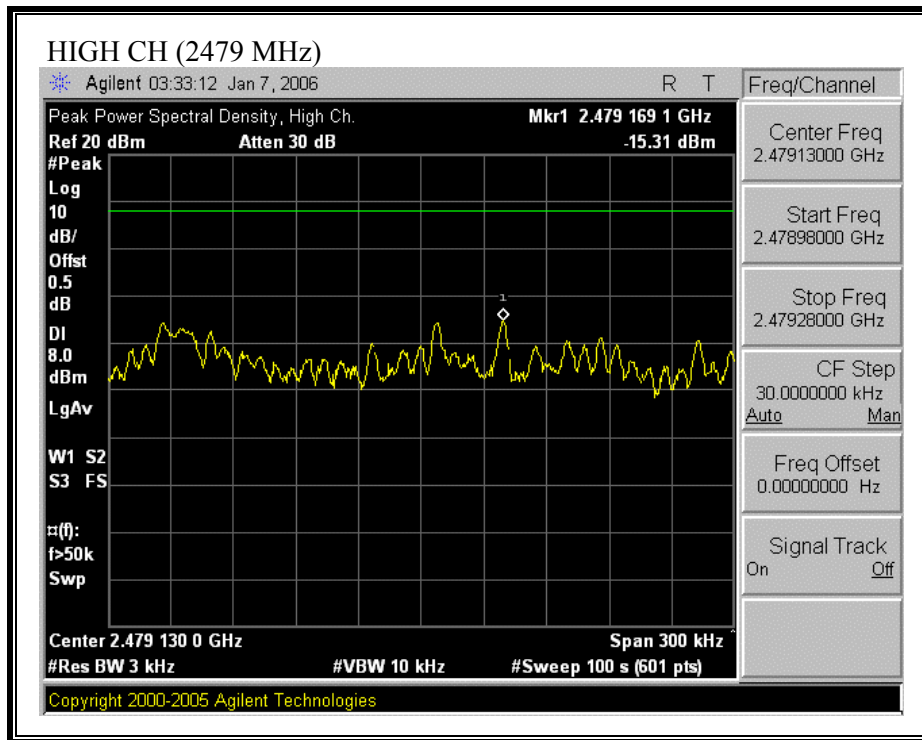 HIGH CH (2479 MHz)
Agilent 03:33:12 Jan 7, 2006 R T
Peak Power Spectral Density, High Ch. Mkr1 2.479 169 1 GHz
Ref 20 dBm Atten 30 dB -15.31 dBm
#Peak
Log
10
dB/
Offst
0.5
dB
DI
8.0
dBm
LgAv
W1 S2
S3 FS
¤(f):
f>50k
Swp
1
Center 2.479 130 0 GHz Span 300 kHz ^
#Res BW 3 kHz #VBW 10 kHz #Sweep 100 s (601 pts)
Copyright 2000-2005 Agilent Technologies
Freq/Channel
Center Freq
2.47913000 GHz
Start Freq
2.47898000 GHz
Stop Freq
2.47928000 GHz
CF Step
30.0000000 kHz
Auto Man
Freq Offset
0.00000000 Hz
Signal Track
On Off